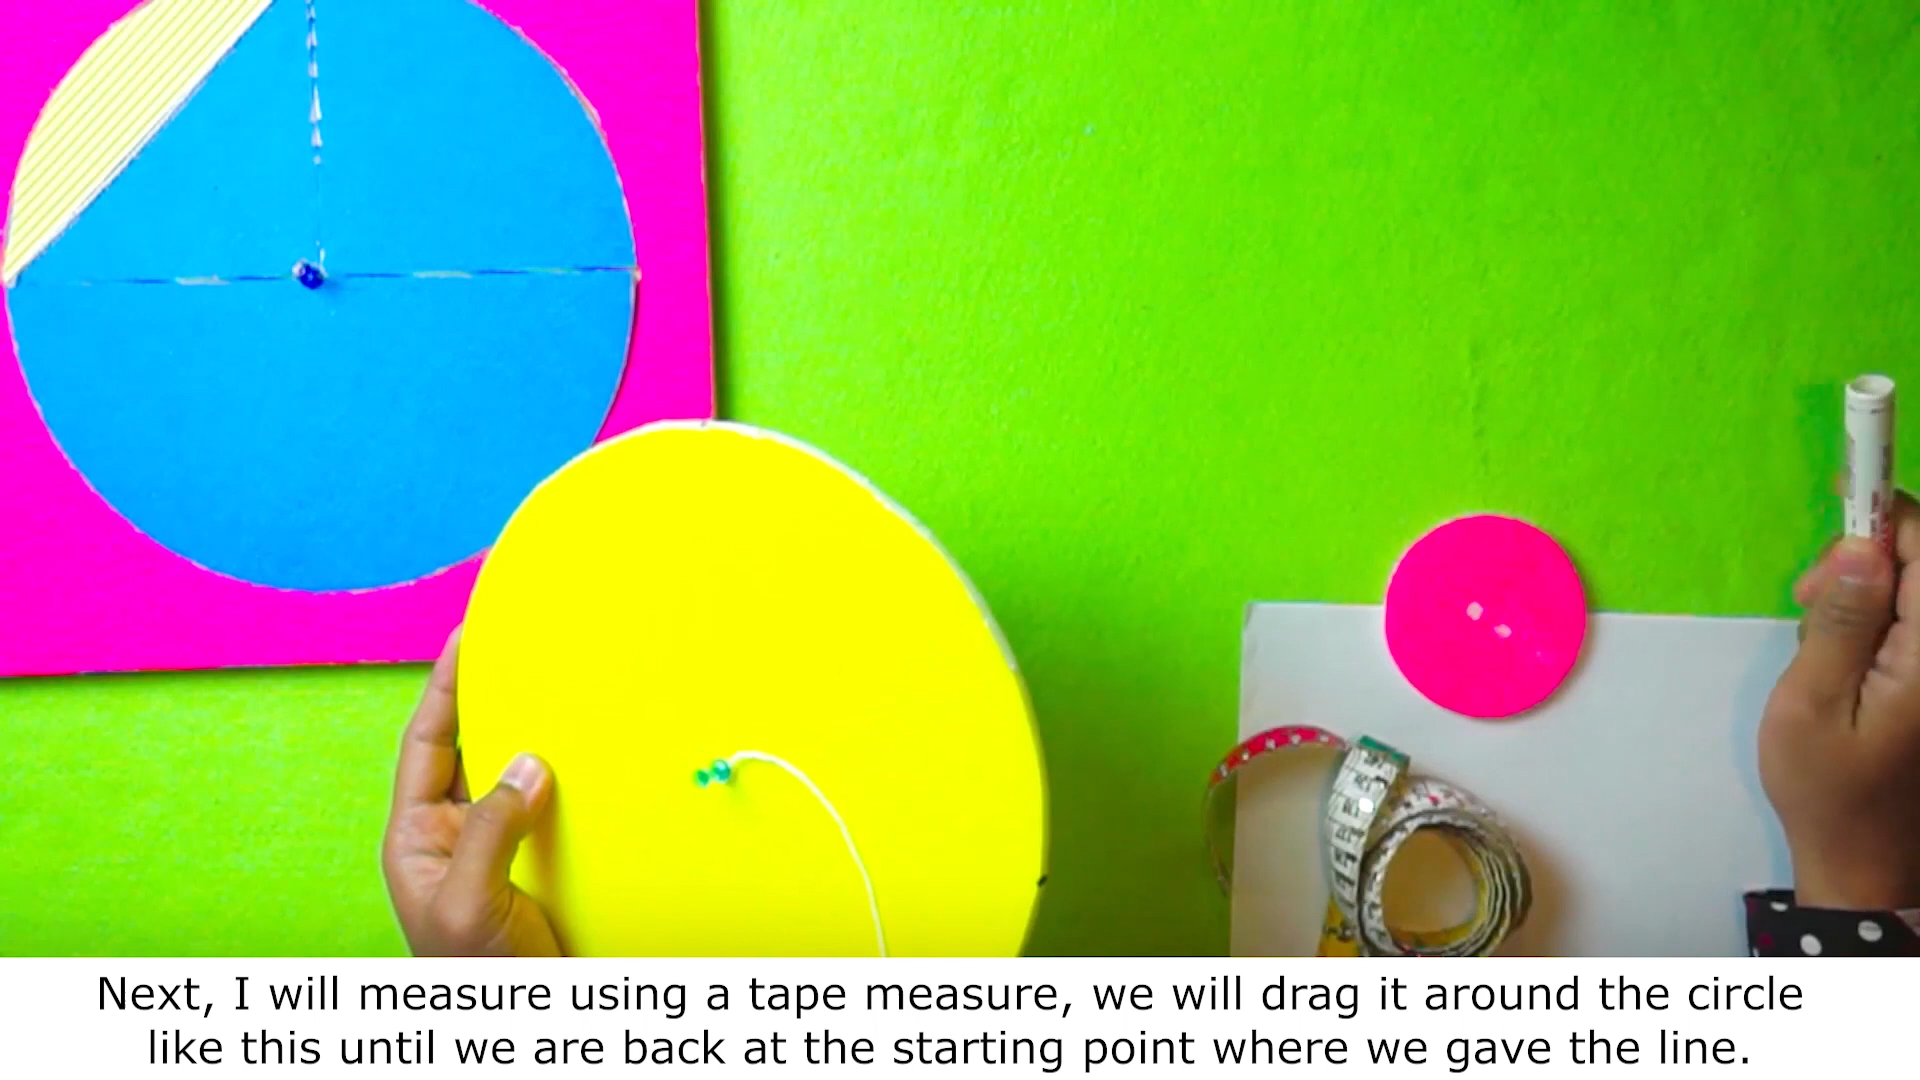 Next, I will measure using a tape measure, we will drag it around the circle
like this until we are back at the starting point where we gave the line.